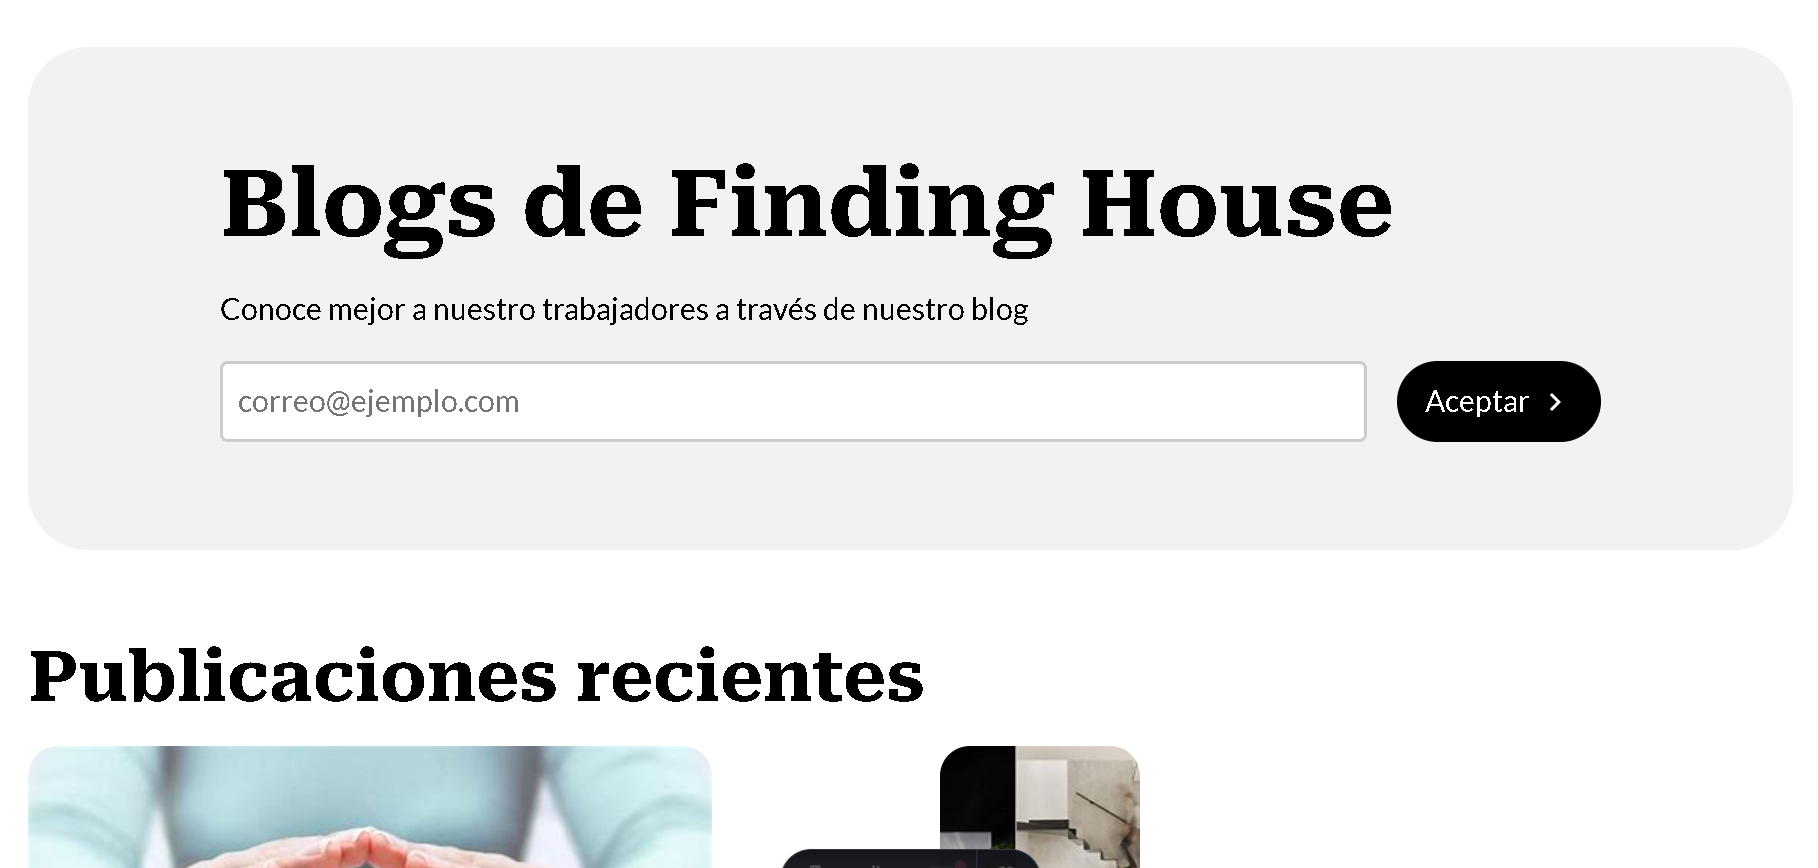 Blogs de Finding House
Conoce mejor a nuestro trabajadores a través de nuestro blog
correo@ejemplo.com
Aceptar
Publicaciones recientes